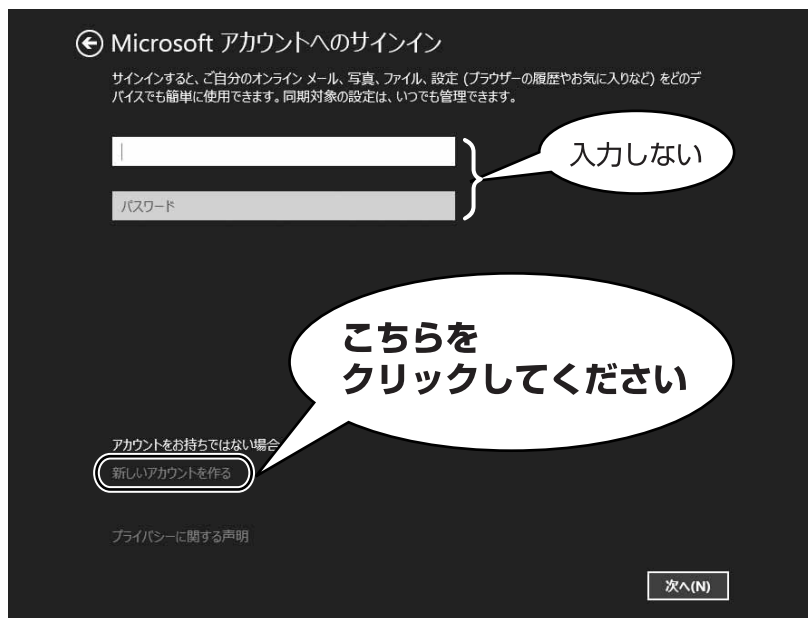 Microsoft アカウントへのサインイン
サインインすると、ご自分のオンライン メール、写真、ファイル、設定 (ブラウザーの履歴やお気に入りなど) をどのデ
バイスでも簡単に使用できます。同期対象の設定は、いつでも管理できます。
入力しない
パスワード
こちらを
クリックしてください
アカウントをお持ちではない場合
新しいアカウントを作る
プライバシーに関する声明
次へ(N)